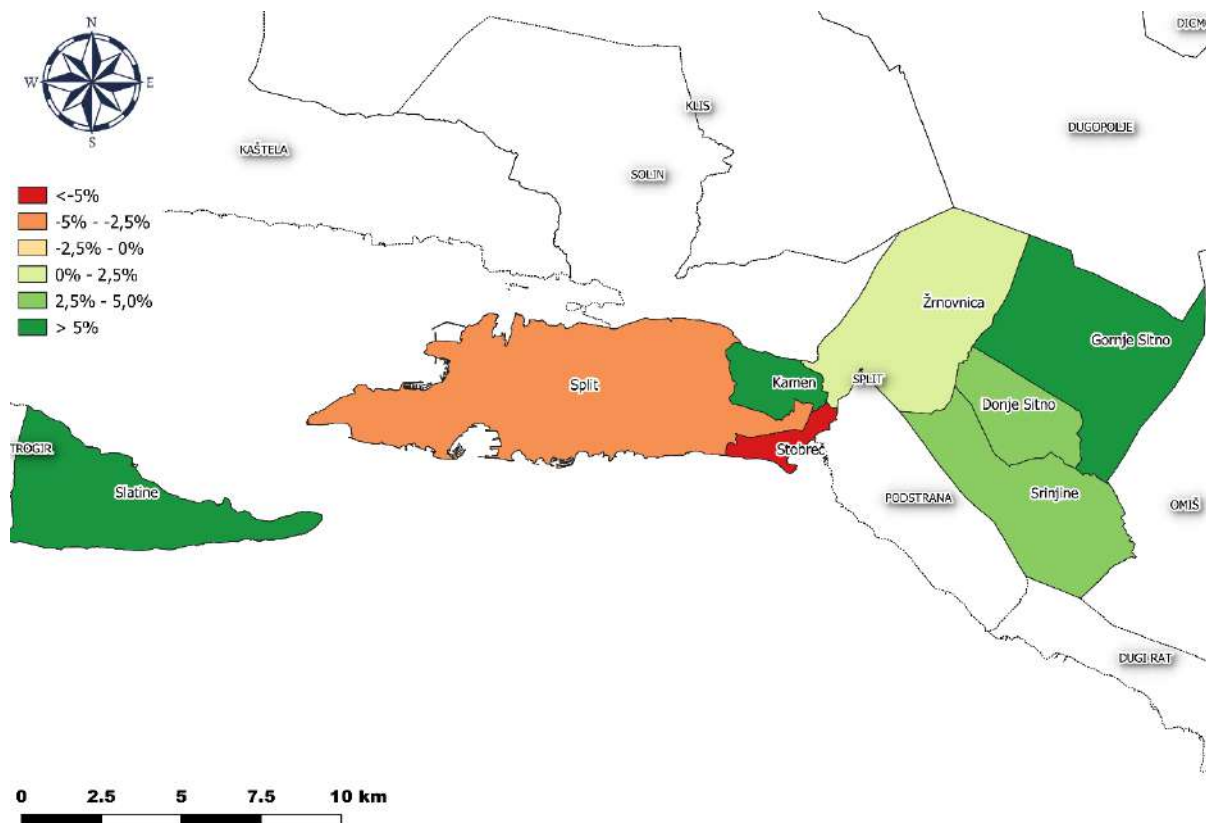 N
W
E
S
DICM
KLIS
DUGOPOLJE
KAŠTELA
SOLIN
<-5%
-5% - -2,5%
-2,5% - 0%
0% - 2,5%
2,5% - 5,0%
> 5%
Žrnovnica
Gornje Sitno
Split
Kamen
SPLIT
Donje Sitno
TROGIR
Stobreč
Slatine
PODSTRANA
Srinjine
OMIŠ
DUGI RAT
0 2.5 5 7.5 10 km